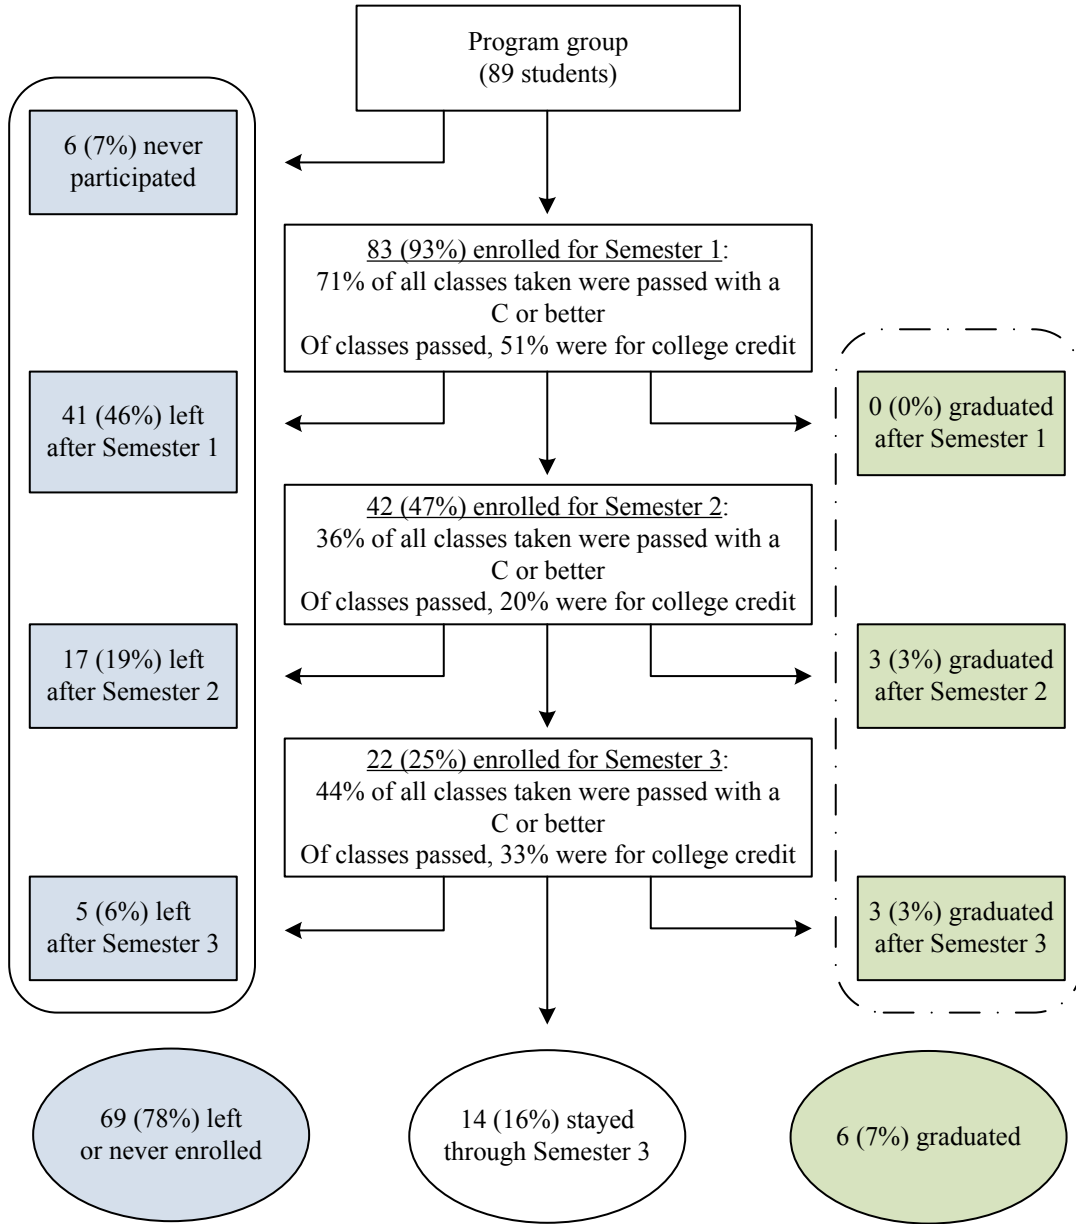 Program group
(89 students)
6 (7%) never
participated
83 (93%) enrolled for Semester 1:
71% of all classes taken were passed with a
C or better
Of classes passed, 51% were for college credit
41 (46%) left
after Semester 1
0 (0%) graduated
after Semester 1
42 (47%) enrolled for Semester 2:
36% of all classes taken were passed with a
C or better
Of classes passed, 20% were for college credit
17 (19%) left
after Semester 2
3 (3%) graduated
after Semester 2
22 (25%) enrolled for Semester 3:
44% of all classes taken were passed with a
C or better
Of classes passed, 33% were for college credit
5 (6%) left
after Semester 3
3 (3%) graduated
after Semester 3
69 (78%) left
or never enrolled
14 (16%) stayed
through Semester 3
6 (7%) graduated